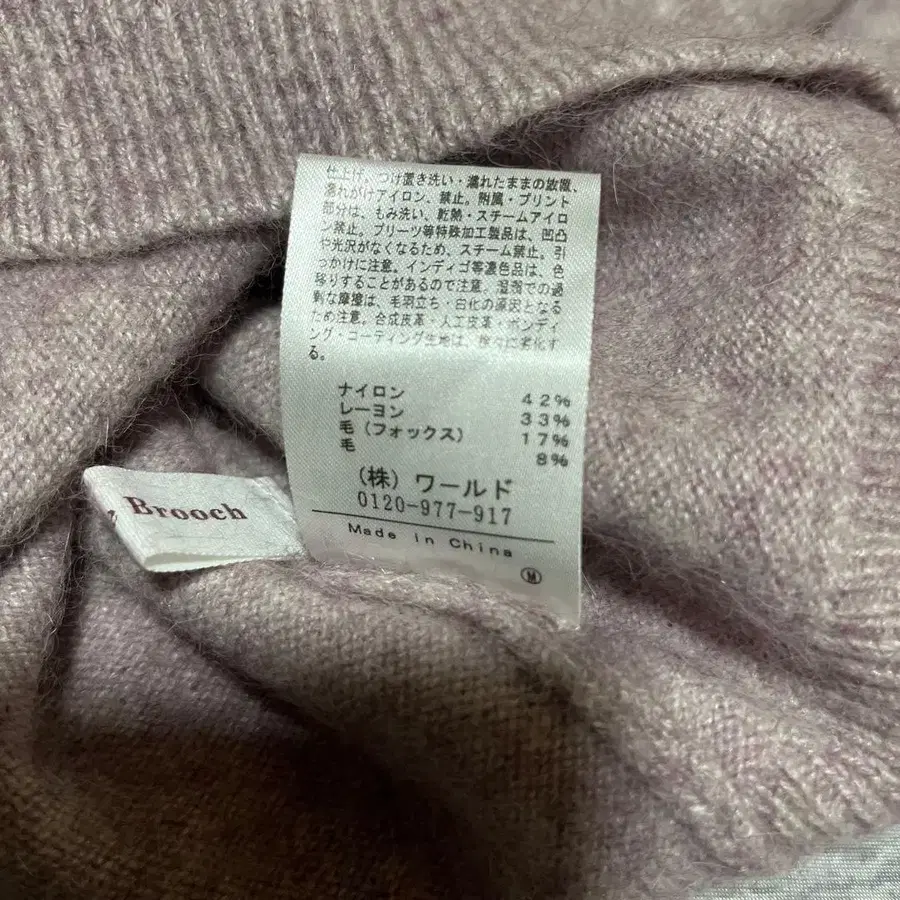 仕上げ、つけ置き洗い・濡れたままの放置、
濡れがけアイロン、禁止。附属・プリント
部分は、もみ洗い、乾熱・スチームアイロ
ン禁止。プリーツ等特殊加工製品は、凹凸
や光沢がなくなるため、スチーム禁止。引
っかけに注意。インディゴ等濃色品は、色
移りすることがあるので注意。湿潤での過
剰な摩擦は、毛羽立ち・白化の原因となる
ため注意。合成皮革・人工皮革・ボンディ
ング・コーティング生地は、徐々に劣化す
る。
ナイロン 42%
レーヨン 33%
毛(フォックス) 17%
毛 8%
(株)ワールド
0120-977-917
Made in China
M
Brooch